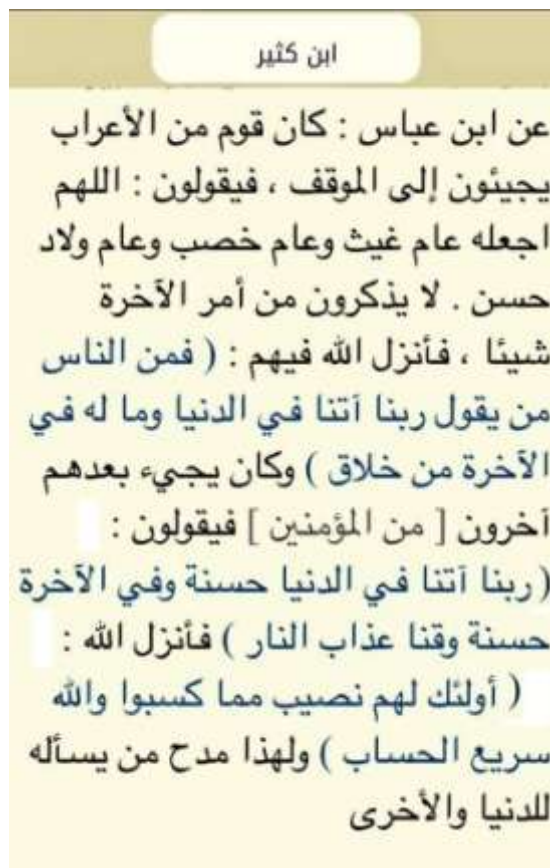 ابن كثير
عن ابن عباس : كان قوم من الأعراب
يجيئون إلى الموقف ، فيقولون : اللهم
اجعله عام غيث وعام خصب وعام ولاد
حسن . لا يذكرون من أمر الآخرة
شيئا ، فأنزل الله فيهم : ( فمن الناس
من يقول ربنا آتنا في الدنيا وما له في
الآخرة من خلاق ) وكان يجيء بعدهم
آخرون [ من المؤمنين ] فيقولون :
( ربنا آتنا في الدنيا حسنة وفي الآخرة
حسنة وقنا عذاب النار ) فأنزل الله :
( أولئك لهم نصيب مما كسبوا والله
سريع الحساب ) ولهذا مدح من يسأله
للدنيا والأخرى